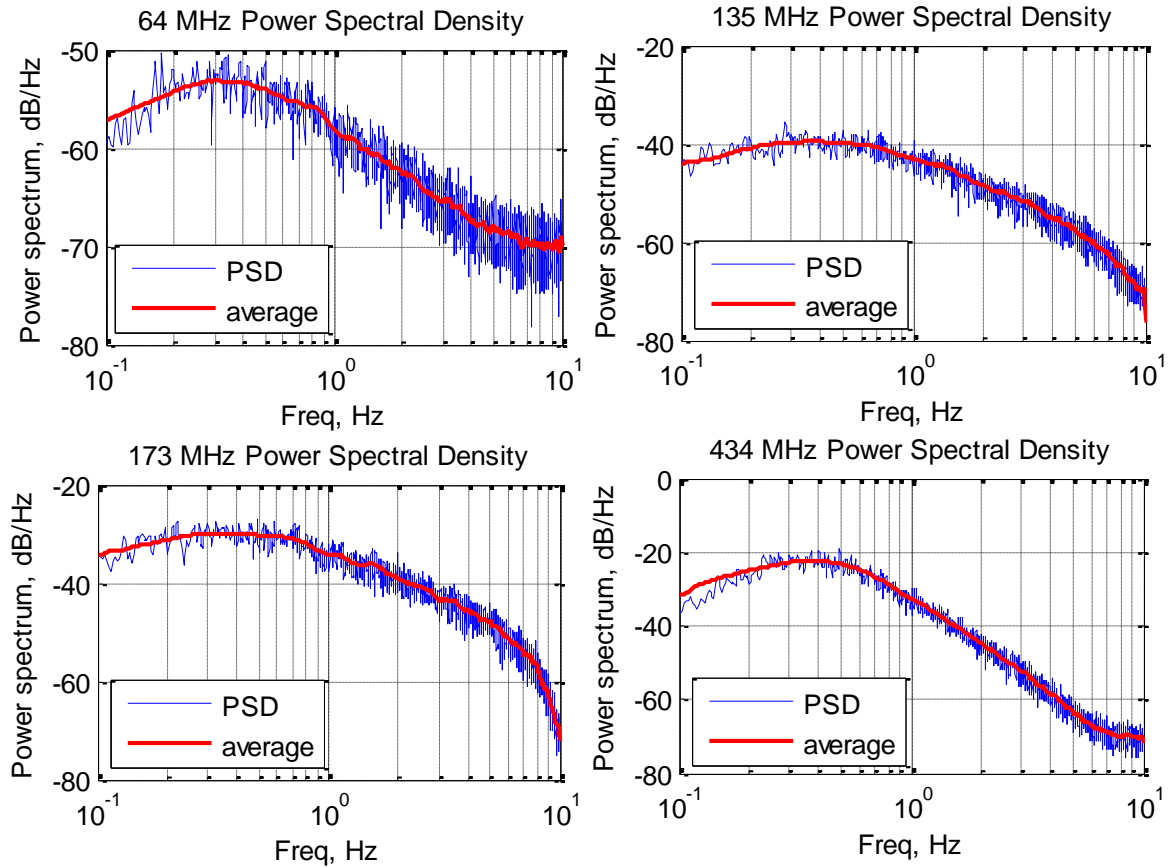 64 MHz Power Spectral Density
-50
-60
-70
-80
Power spectrum, dB/Hz
PSD
average
10^-1
10^0
10^1
Freq, Hz
135 MHz Power Spectral Density
-20
-40
-60
-80
Power spectrum, dB/Hz
PSD
average
10^-1
10^0
10^1
Freq, Hz
173 MHz Power Spectral Density
-20
-40
-60
-80
Power spectrum, dB/Hz
PSD
average
10^-1
10^0
10^1
Freq, Hz
434 MHz Power Spectral Density
0
-20
-40
-60
-80
Power spectrum, dB/Hz
PSD
average
10^-1
10^0
10^1
Freq, Hz